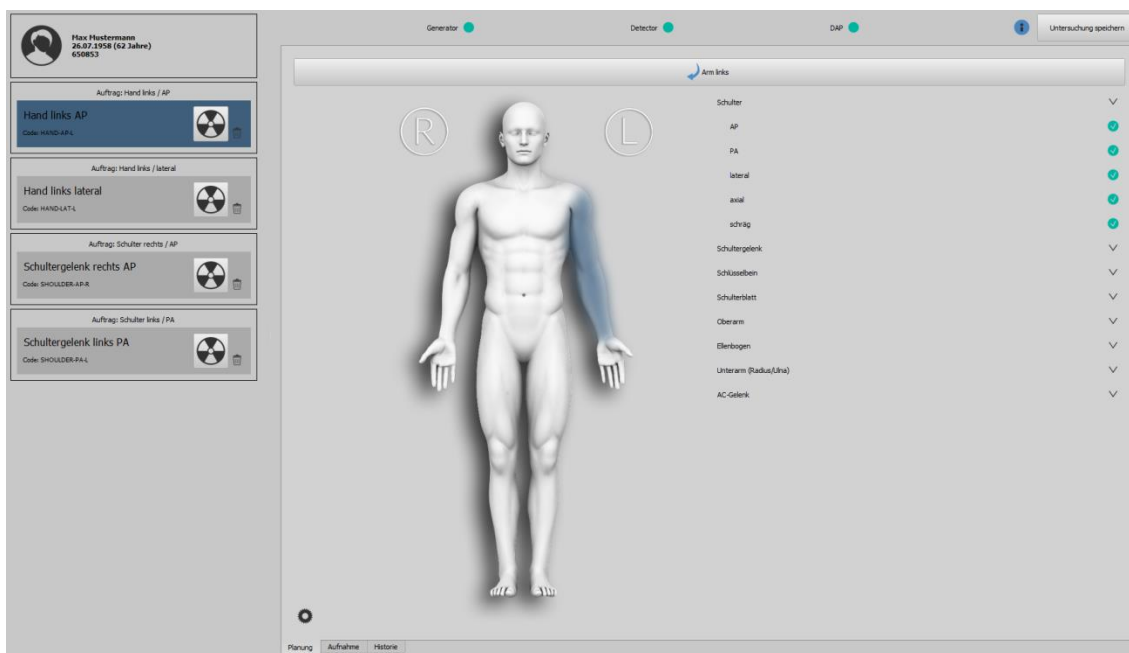 Max Mustermann
26.07.1958 (62 Jahre)
650853
Auftrag: Hand links / AP
Hand links AP
Code: HAND-AP-L
Auftrag: Hand links / lateral
Hand links lateral
Code: HAND-LAT-L
Auftrag: Schulter rechts / AP
Schultergelenk rechts AP
Code: SHOULDER-AP-R
Auftrag: Schulter links / PA
Schultergelenk links PA
Code: SHOULDER-PA-L
Generator
Detector
DAP
i
Untersuchung speichern
Arm links
R
L
Schulter
AP
PA
lateral
axial
schräg
Schultergelenk
Schlüsselbein
Schulterblatt
Oberarm
Ellenbogen
Unterarm (Radius/Ulna)
AC-Gelenk
Planung
Aufnahme
Historie